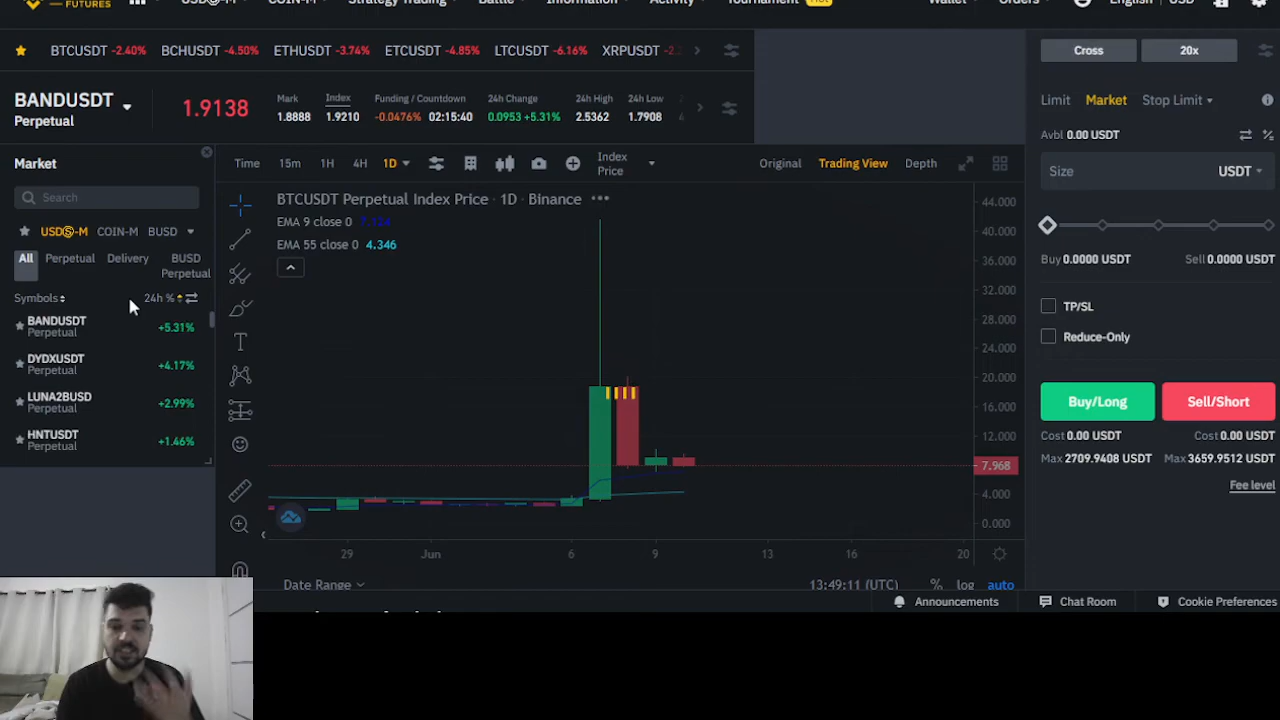 FUTURES
USDⓈ-M COIN-M Strategy Trading Battle Information Activity Tournament Hot Wallet Orders English USD
BTCUSDT -2.40% BCHUSDT -4.50% ETHUSDT -3.74% ETCUSDT -4.85% LTCUSDT -6.16% XRPUSDT
Cross 20x
BANDUSDT
Perpetual
1.9138
Mark Index Funding / Countdown 24h Change 24h High 24h Low
1.8888 1.9210 -0.0476% 02:15:40 0.0953 +5.31% 2.5362 1.7908
Limit Market Stop Limit
Avbl 0.00 USDT
Size USDT
Buy 0.0000 USDT Sell 0.0000 USDT
TP/SL
Reduce-Only
Buy/Long Sell/Short
Cost 0.00 USDT Cost 0.00 USDT
Max 2709.9408 USDT Max 3659.9512 USDT
Fee level
Market
Search
USDⓈ-M COIN-M BUSD
All Perpetual Delivery BUSD
Perpetual
Symbols 24h %
BANDUSDT
Perpetual
+5.31%
DYDXUSDT
Perpetual
+4.17%
LUNA2BUSD
Perpetual
+2.99%
HNTUSDT
Perpetual
+1.46%
Time 15m 1H 4H 1D
Index
Price
Original Trading View Depth
BTCUSDT Perpetual Index Price · 1D · Binance
EMA 9 close 0 7.124
EMA 55 close 0 4.346
44.000
40.000
36.000
32.000
28.000
24.000
20.000
16.000
12.000
7.968
4.000
0.000
29 Jun 6 9 13 16 20
Date Range 13:49:11 (UTC) % log auto
Announcements Chat Room Cookie Preferences